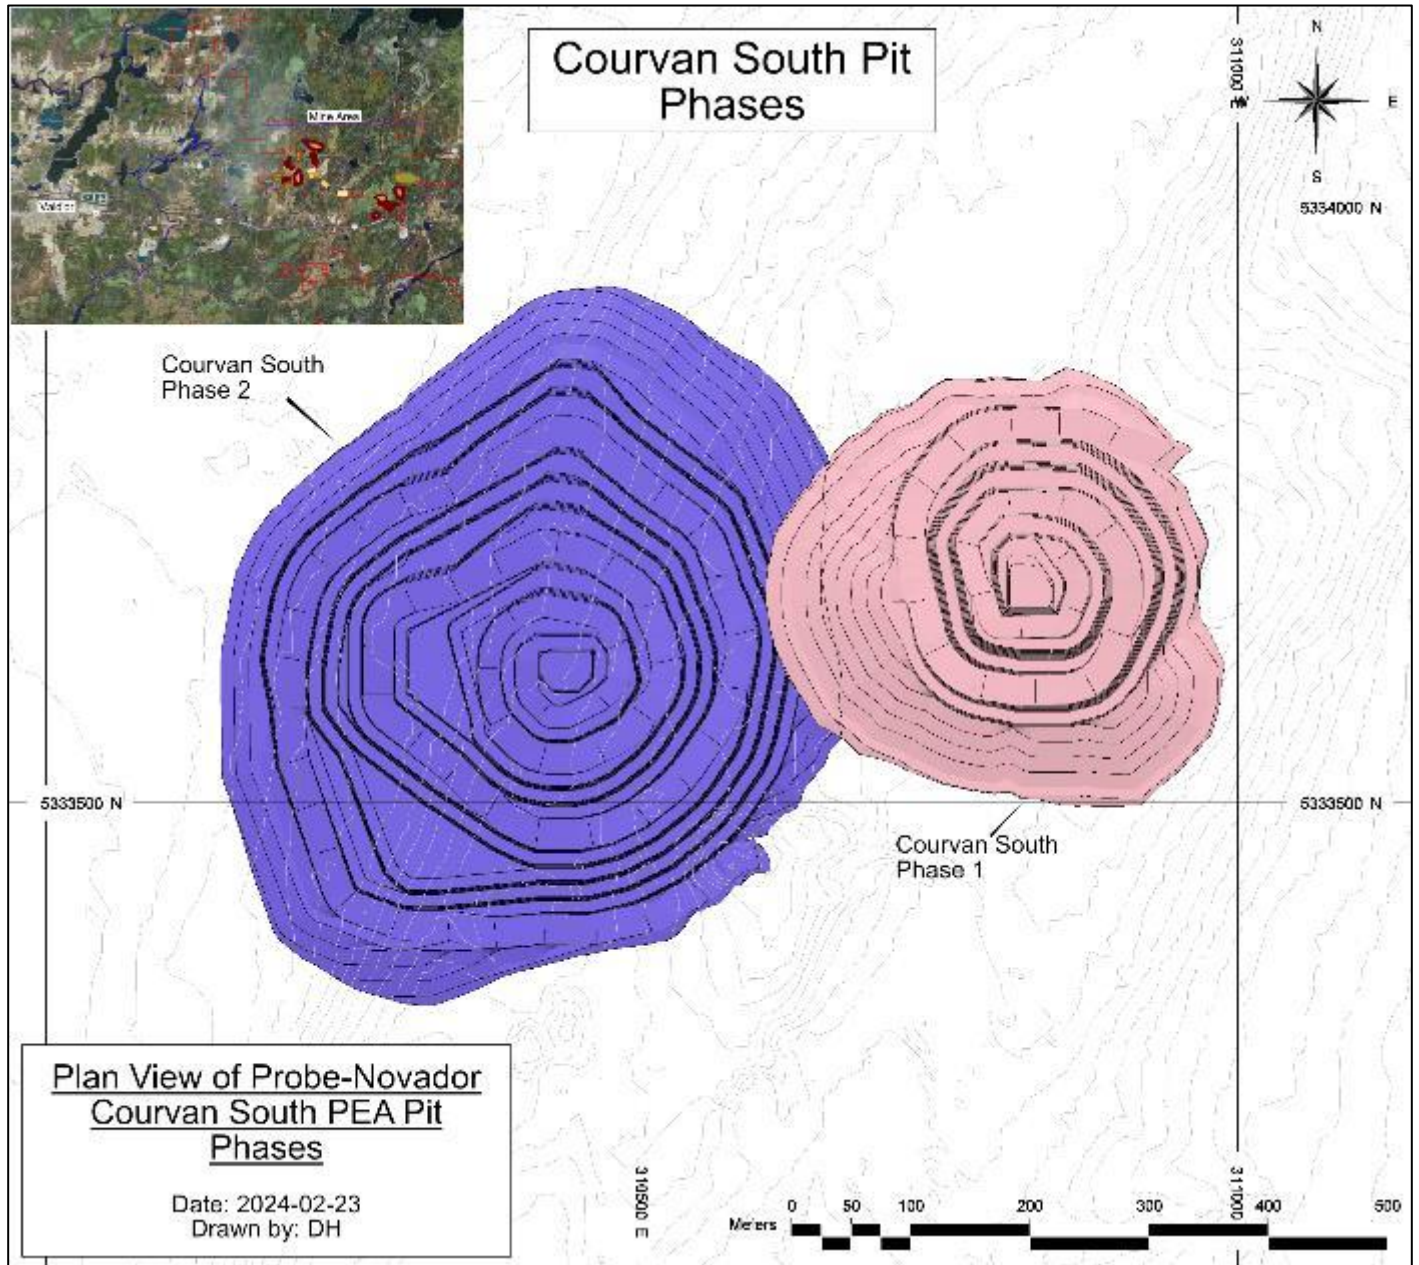 Courvan South Pit
Phases
Mine Area
311000 E
N
E
S
5334000 N
Courvan South
Phase 2
5333500 N
5333500 N
Courvan South
Phase 1
Plan View of Probe-Novador
Courvan South PEA Pit
Phases
Date: 2024-02-23
Drawn by: DH
310500 E
311000 E
Meters
0 50 100 200 300 400 500